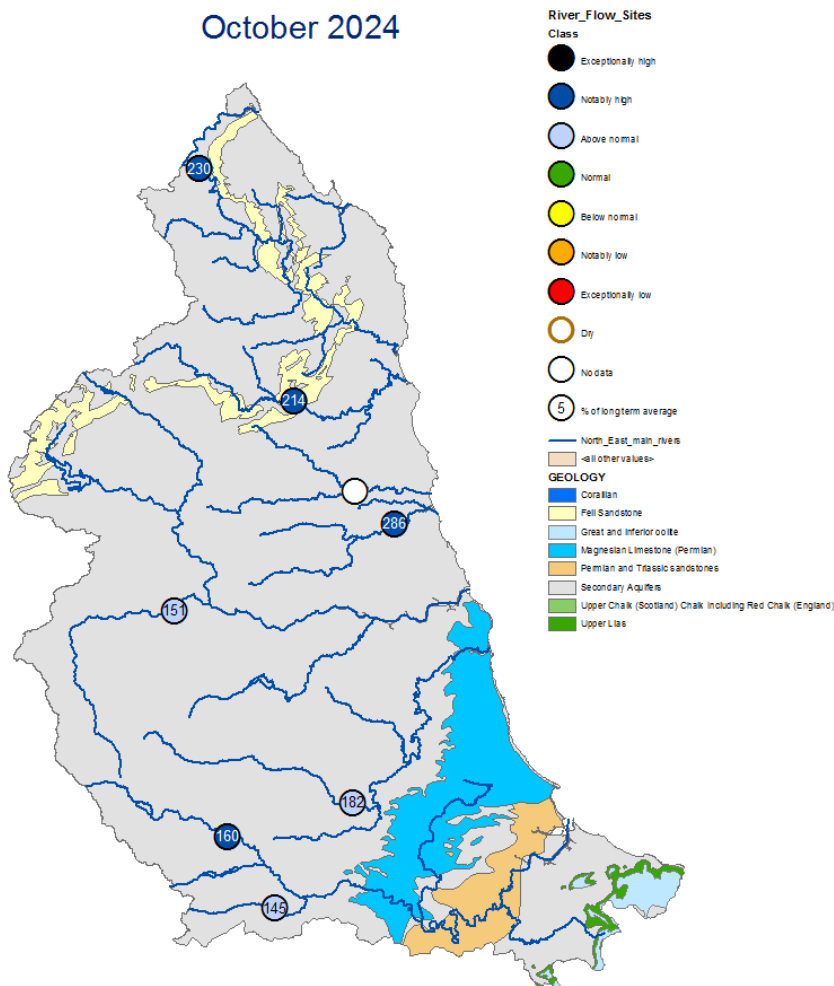 October 2024
River_Flow_Sites
Class
Exceptionally high
Notably high
Above normal
Normal
Below normal
Notably low
Exceptionally low
Dry
No data
5 % of long term average
North_East_main_rivers
<all other values>
GEOLOGY
Corallian
Fell Sandstone
Great and Inferior oolite
Magnesian Limestone (Permian)
Permian and Triassic sandstones
Secondary Aquifers
Upper Chalk (Scotland) Chalk including Red Chalk (England)
Upper Lias
230
214
286
151
182
160
145